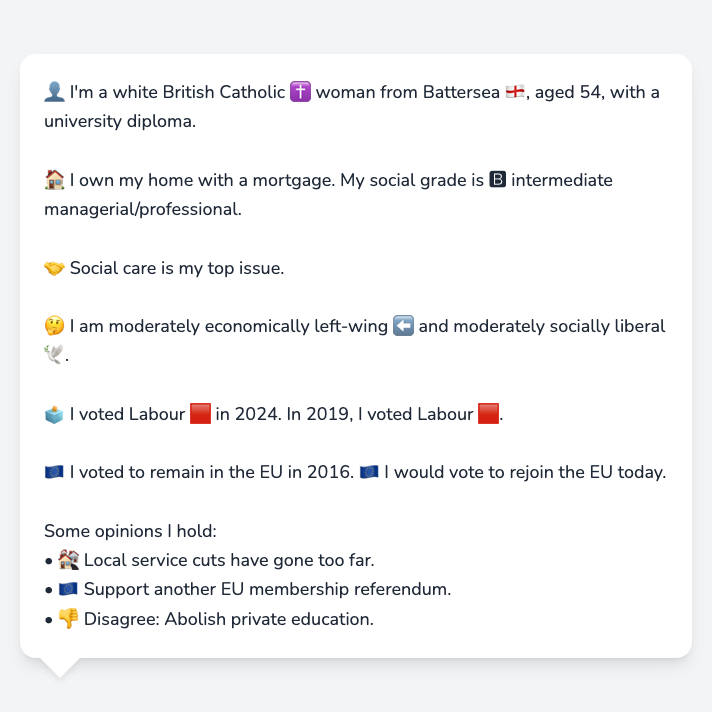 👤 I'm a white British Catholic ✝️ woman from Battersea 🏴󠁧󠁢󠁥󠁮󠁧󠁿, aged 54, with a
university diploma.
🏠 I own my home with a mortgage. My social grade is 🅱 intermediate
managerial/professional.
🤝 Social care is my top issue.
🤔 I am moderately economically left-wing ⬅️ and moderately socially liberal
🕊️.
🗳️ I voted Labour 🟥 in 2024. In 2019, I voted Labour 🟥.
🇪🇺 I voted to remain in the EU in 2016. 🇪🇺 I would vote to rejoin the EU today.
Some opinions I hold:
• 🏚️ Local service cuts have gone too far.
• 🇪🇺 Support another EU membership referendum.
• 👎 Disagree: Abolish private education.